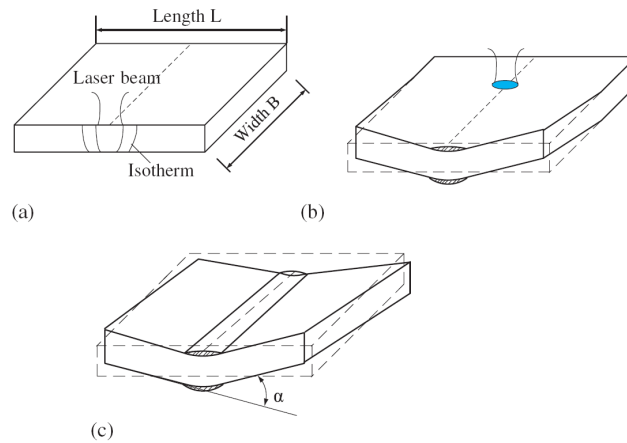 Length L
Laser beam
Width B
Isotherm
(a)
(b)
α
(c)